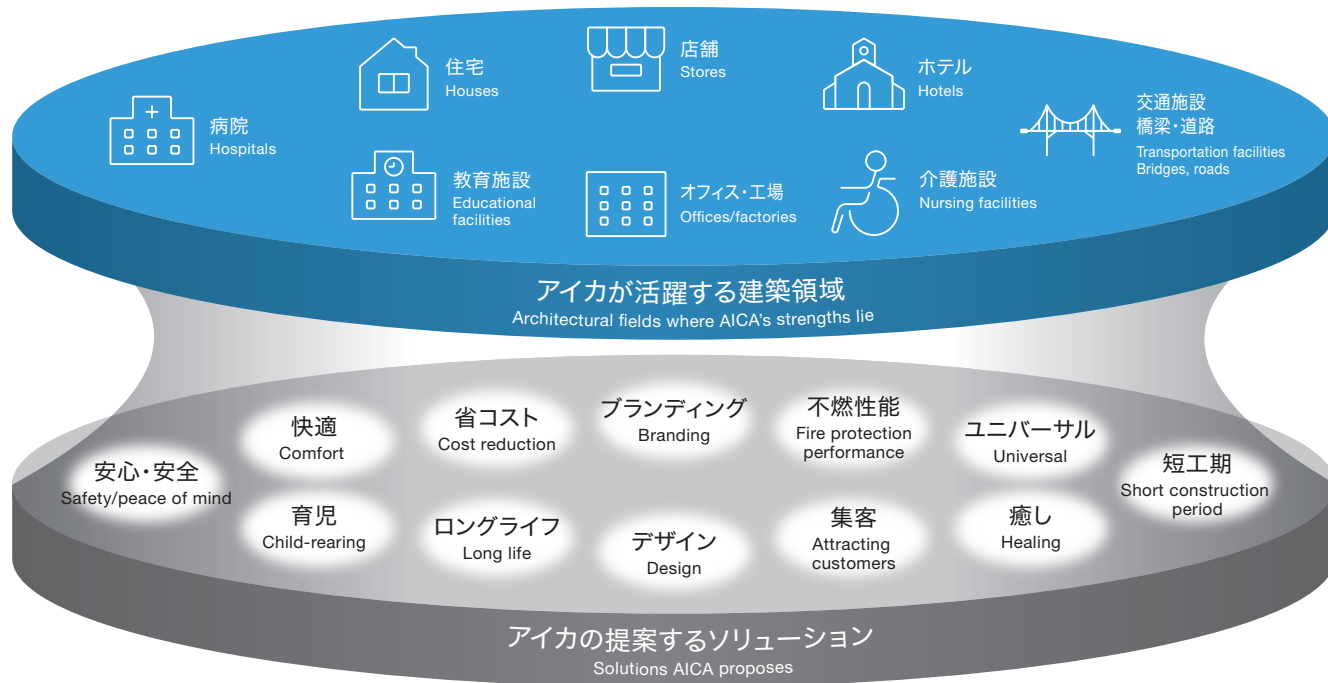 住宅
Houses
店舗
Stores
ホテル
Hotels
病院
Hospitals
交通施設
橋梁・道路
Transportation facilities
Bridges, roads
教育施設
Educational
facilities
オフィス・工場
Offices/factories
介護施設
Nursing facilities
アイカが活躍する建築領域
Architectural fields where AICA's strengths lie
安心・安全
Safety/peace of mind
快適
Comfort
省コスト
Cost reduction
ブランディング
Branding
不燃性能
Fire protection
performance
ユニバーサル
Universal
短工期
Short construction
period
育児
Child-rearing
ロングライフ
Long life
デザイン
Design
集客
Attracting
customers
癒し
Healing
アイカの提案するソリューション
Solutions AICA proposes